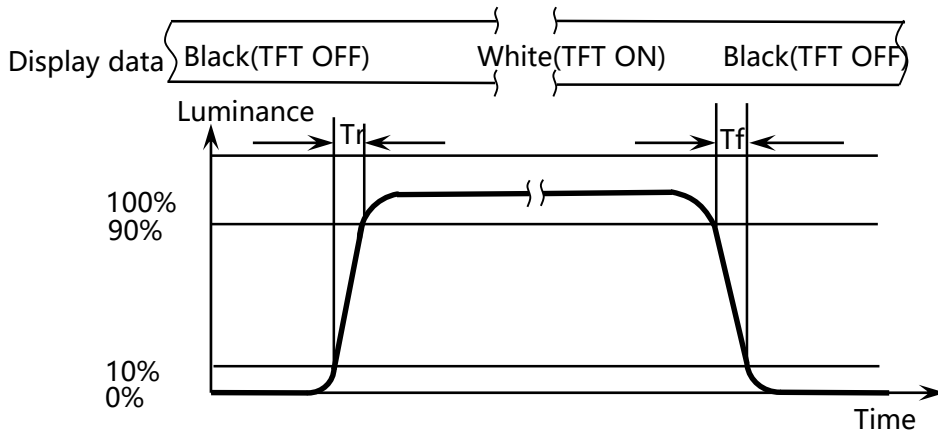 Display data Black(TFT OFF) White(TFT ON) Black(TFT OFF)
Luminance
Tr Tf
100%
90%
10%
0%
Time